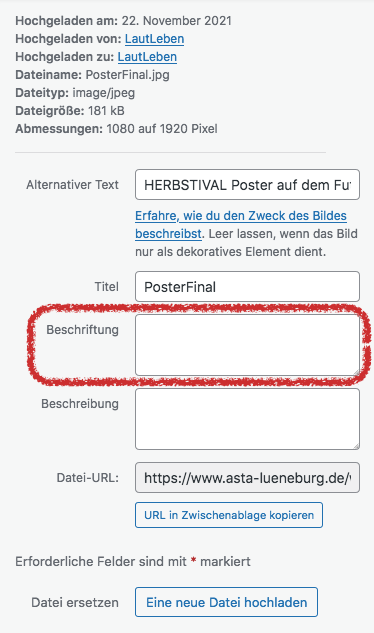 Hochgeladen am: 22. November 2021
Hochgeladen von: LautLeben
Hochgeladen zu: LautLeben
Dateiname: PosterFinal.jpg
Dateityp: image/jpeg
Dateigröße: 181 kB
Abmessungen: 1080 auf 1920 Pixel
Alternativer Text HERBSTIVAL Poster auf dem Fu
Erfahre, wie du den Zweck des Bildes
beschreibst. Leer lassen, wenn das Bild
nur als dekoratives Element dient.
Titel PosterFinal
Beschriftung
Beschreibung
Datei-URL: https://www.asta-lueneburg.de/
URL in Zwischenablage kopieren
Erforderliche Felder sind mit * markiert
Datei ersetzen Eine neue Datei hochladen